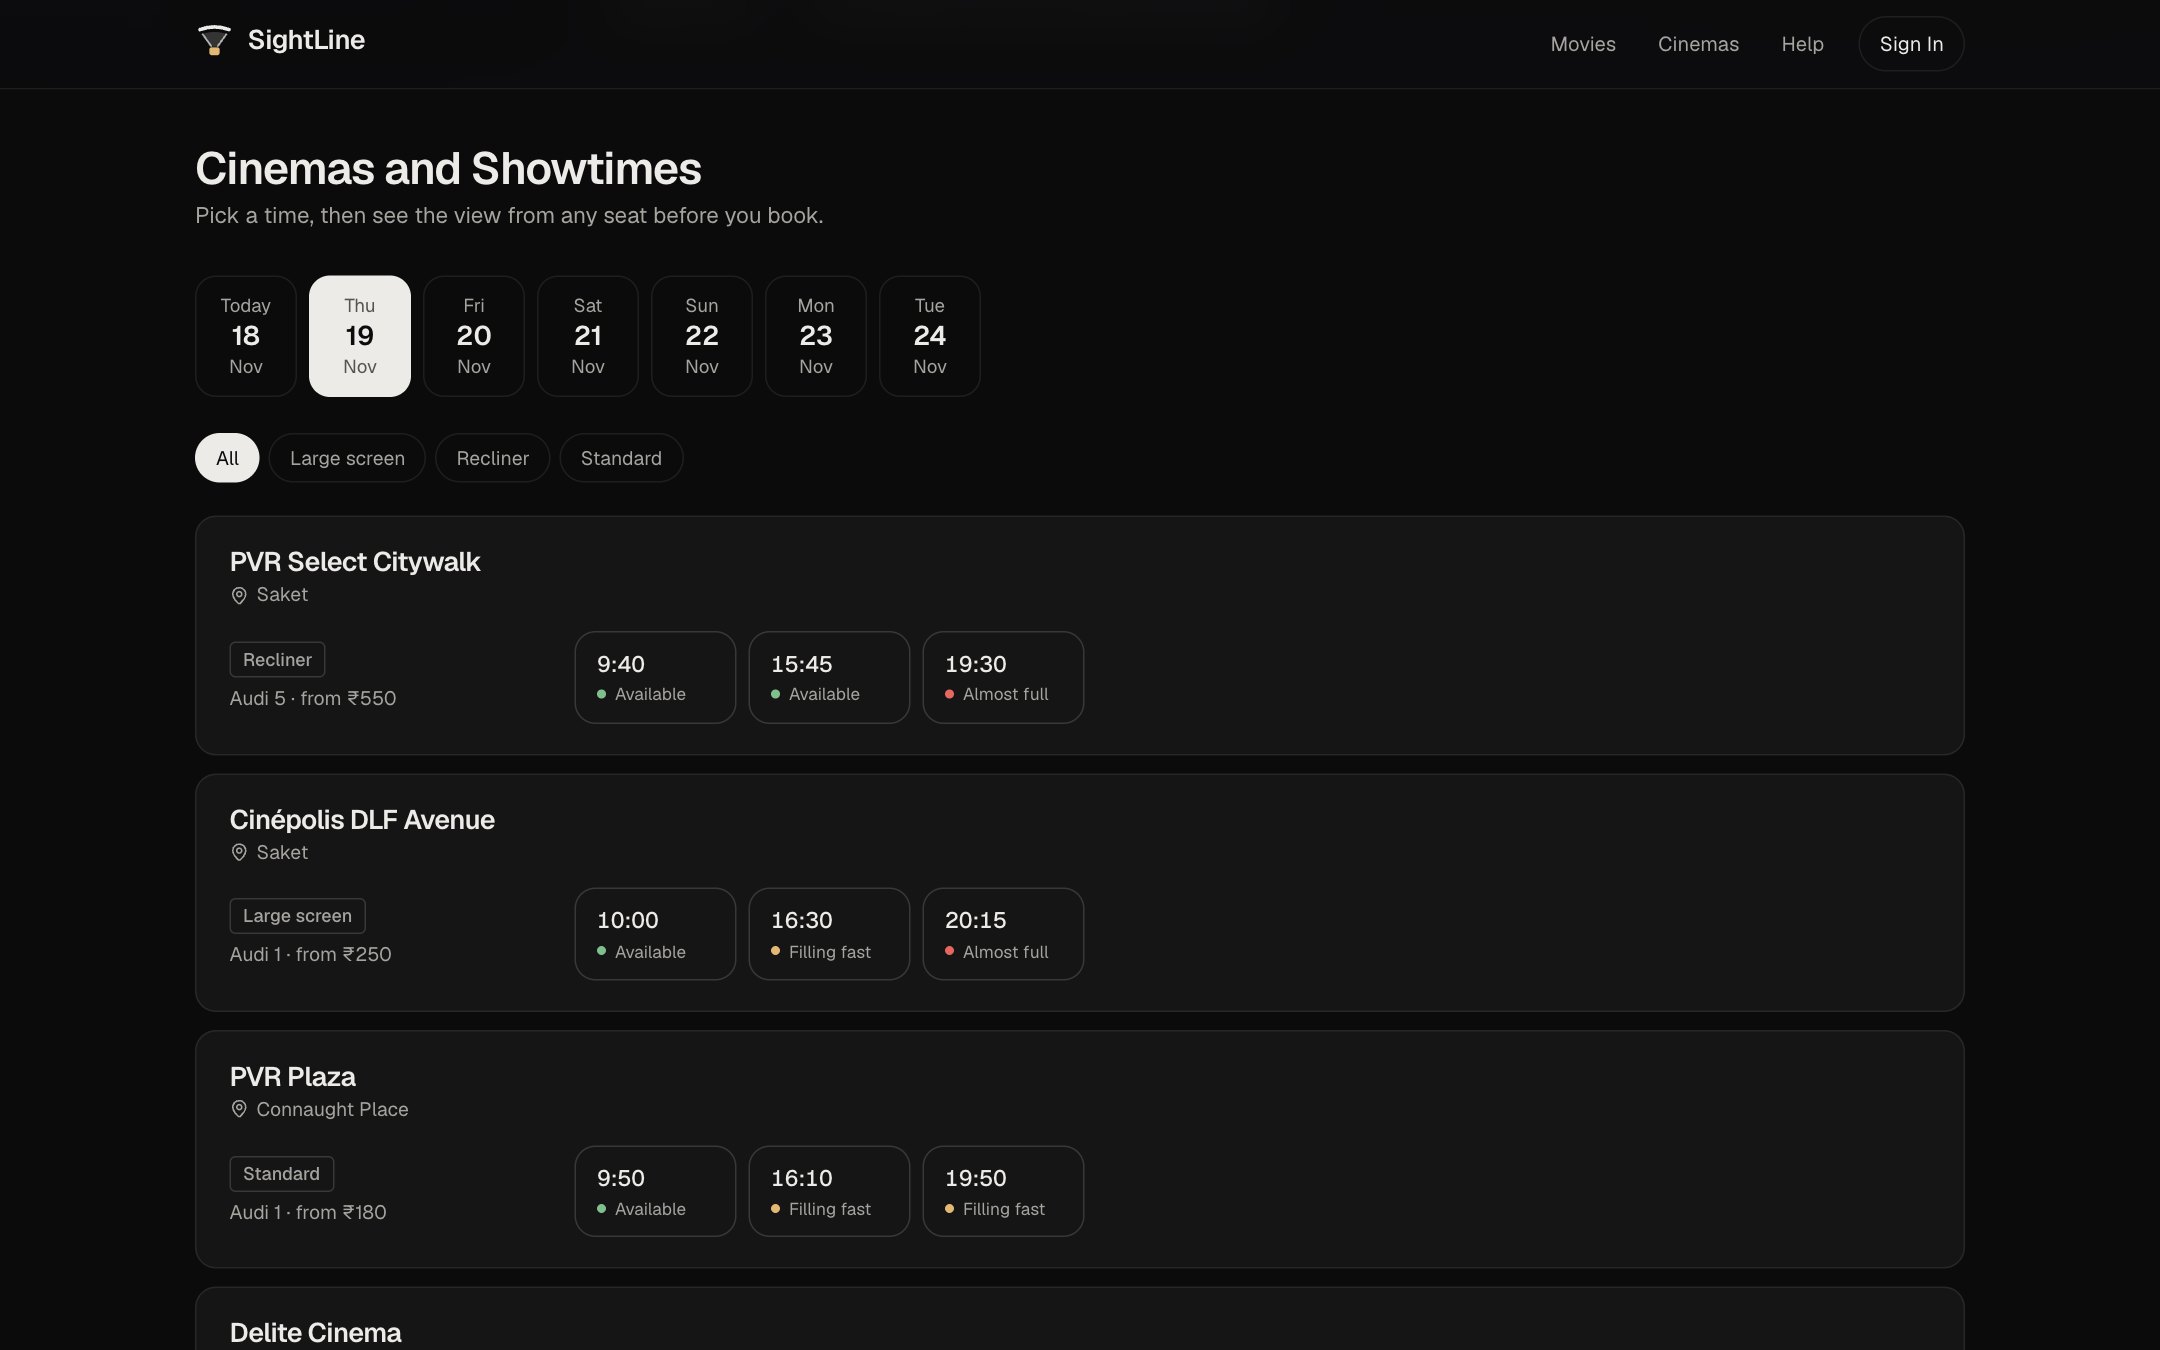 SightLine
Movies
Cinemas
Help
Sign In
Cinemas and Showtimes
Pick a time, then see the view from any seat before you book.
Today
18
Nov
Thu
19
Nov
Fri
20
Nov
Sat
21
Nov
Sun
22
Nov
Mon
23
Nov
Tue
24
Nov
All
Large screen
Recliner
Standard
PVR Select Citywalk
Saket
Recliner
Audi 5 · from ₹550
9:40
Available
15:45
Available
19:30
Almost full
Cinépolis DLF Avenue
Saket
Large screen
Audi 1 · from ₹250
10:00
Available
16:30
Filling fast
20:15
Almost full
PVR Plaza
Connaught Place
Standard
Audi 1 · from ₹180
9:50
Available
16:10
Filling fast
19:50
Filling fast
Delite Cinema